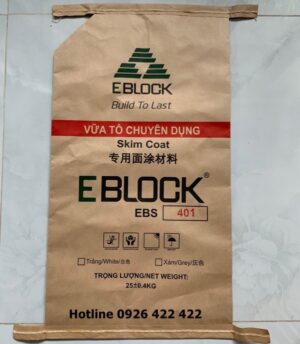 EBLOCK
Build To Last
VỮA TÔ CHUYÊN DỤNG
Skim Coat
专用面涂材料
EBLOCK®
EBS 401
Trắng/White/白色 Xám/Grey/灰色
TRỌNG LƯỢNG/NET WEIGHT:
25±0.4KG
Hotline 0926 422 422